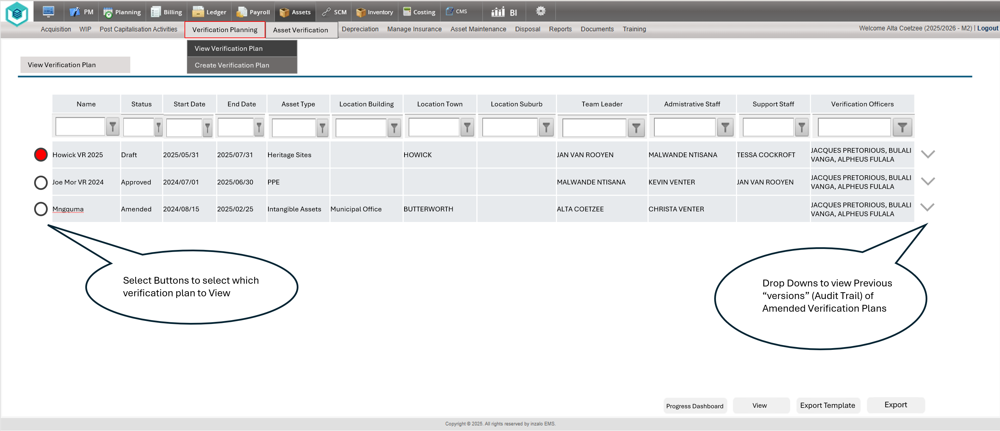 PM Planning Billing Ledger Payroll Assets SCM Inventory Costing CMS BI
Acquisition WIP Post Capitalisation Activities Verification Planning Asset Verification Depreciation Manage Insurance Asset Maintenance Disposal Reports Documents Training Welcome Alta Coetzee (2025/2026 - M2) | Logout
View Verification Plan
Create Verification Plan
View Verification Plan
Name Status Start Date End Date Asset Type Location Building Location Town Location Suburb Team Leader Admistrative Staff Support Staff Verification Officers
Howick VR 2025 Draft 2025/05/31 2025/07/31 Heritage Sites HOWICK JAN VAN ROOYEN MALWANDE NTISANA TESSA COCKROFT JACQUES PRETORIOUS, BULALI
VANGA, ALPHEUS FULALA
Joe Mor VR 2024 Approved 2024/07/01 2025/06/30 PPE MALWANDE NTISANA KEVIN VENTER JAN VAN ROOYEN JACQUES PRETORIOUS, BULALI
VANGA, ALPHEUS FULALA
Mngquma Amended 2024/08/15 2025/02/25 Intangible Assets Municipal Office BUTTERWORTH ALTA COETZEE CHRISTA VENTER JACQUES PRETORIOUS, BULALI
VANGA, ALPHEUS FULALA
Select Buttons to select which
verification plan to View
Drop Downs to view Previous
“versions” (Audit Trail) of
Amended Verification Plans
Progress Dashboard View Export Template Export
Copyright © 2025. All rights reserved by inzalo EMS.